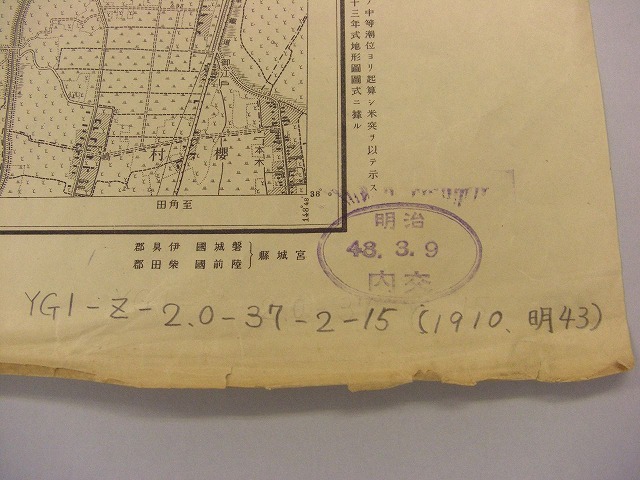 ノ中等潮位ヨリ起算シ米突ヲ以テ示ス
十三年式地形圖圖式ニ據ル
村
櫻
一本木
田角至
38
郡具伊 國城磐
郡田柴 國前陸
縣城宮
明治
43.3.9
内交
YG1-Z-2.0-37-2-15 (1910、明43)